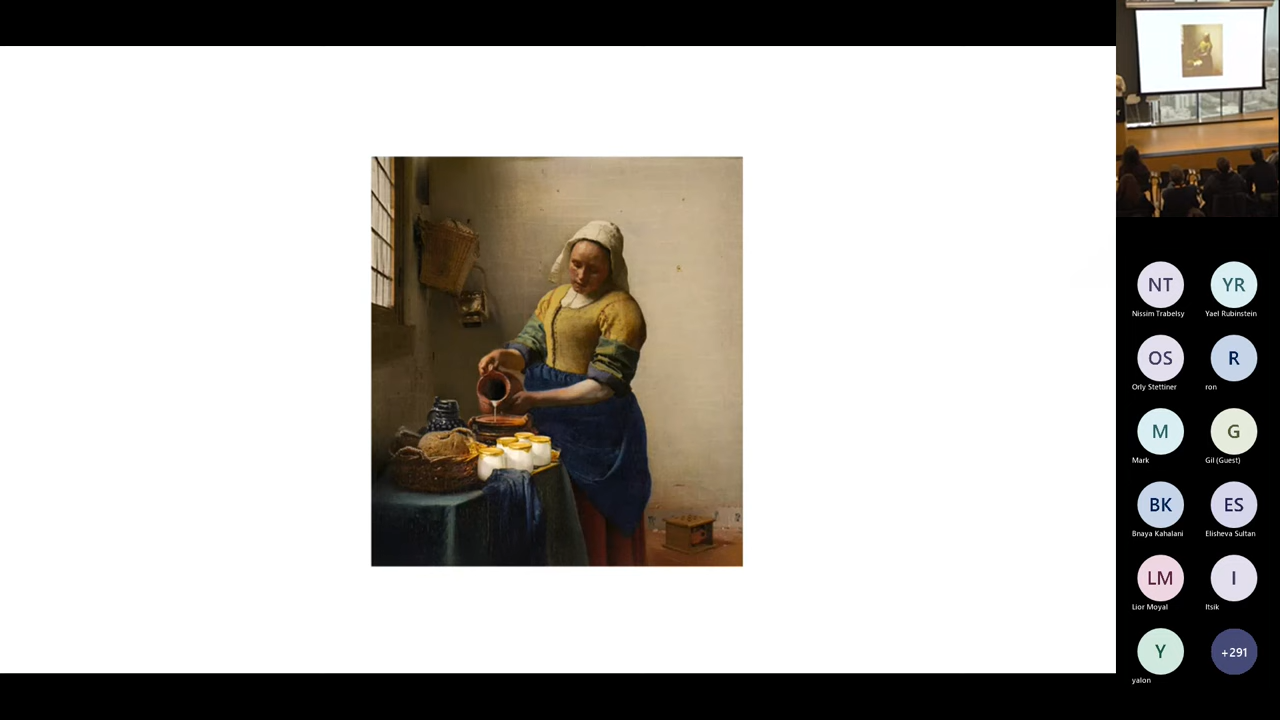 NT
Nissim Trabelsy
YR
Yael Rubinstein
OS
Orly Stettiner
R
ron
M
Mark
G
Gil (Guest)
BK
Bnaya Kahalani
ES
Elisheva Sultan
LM
Lior Moyal
I
Itsik
Y
yalon
+291